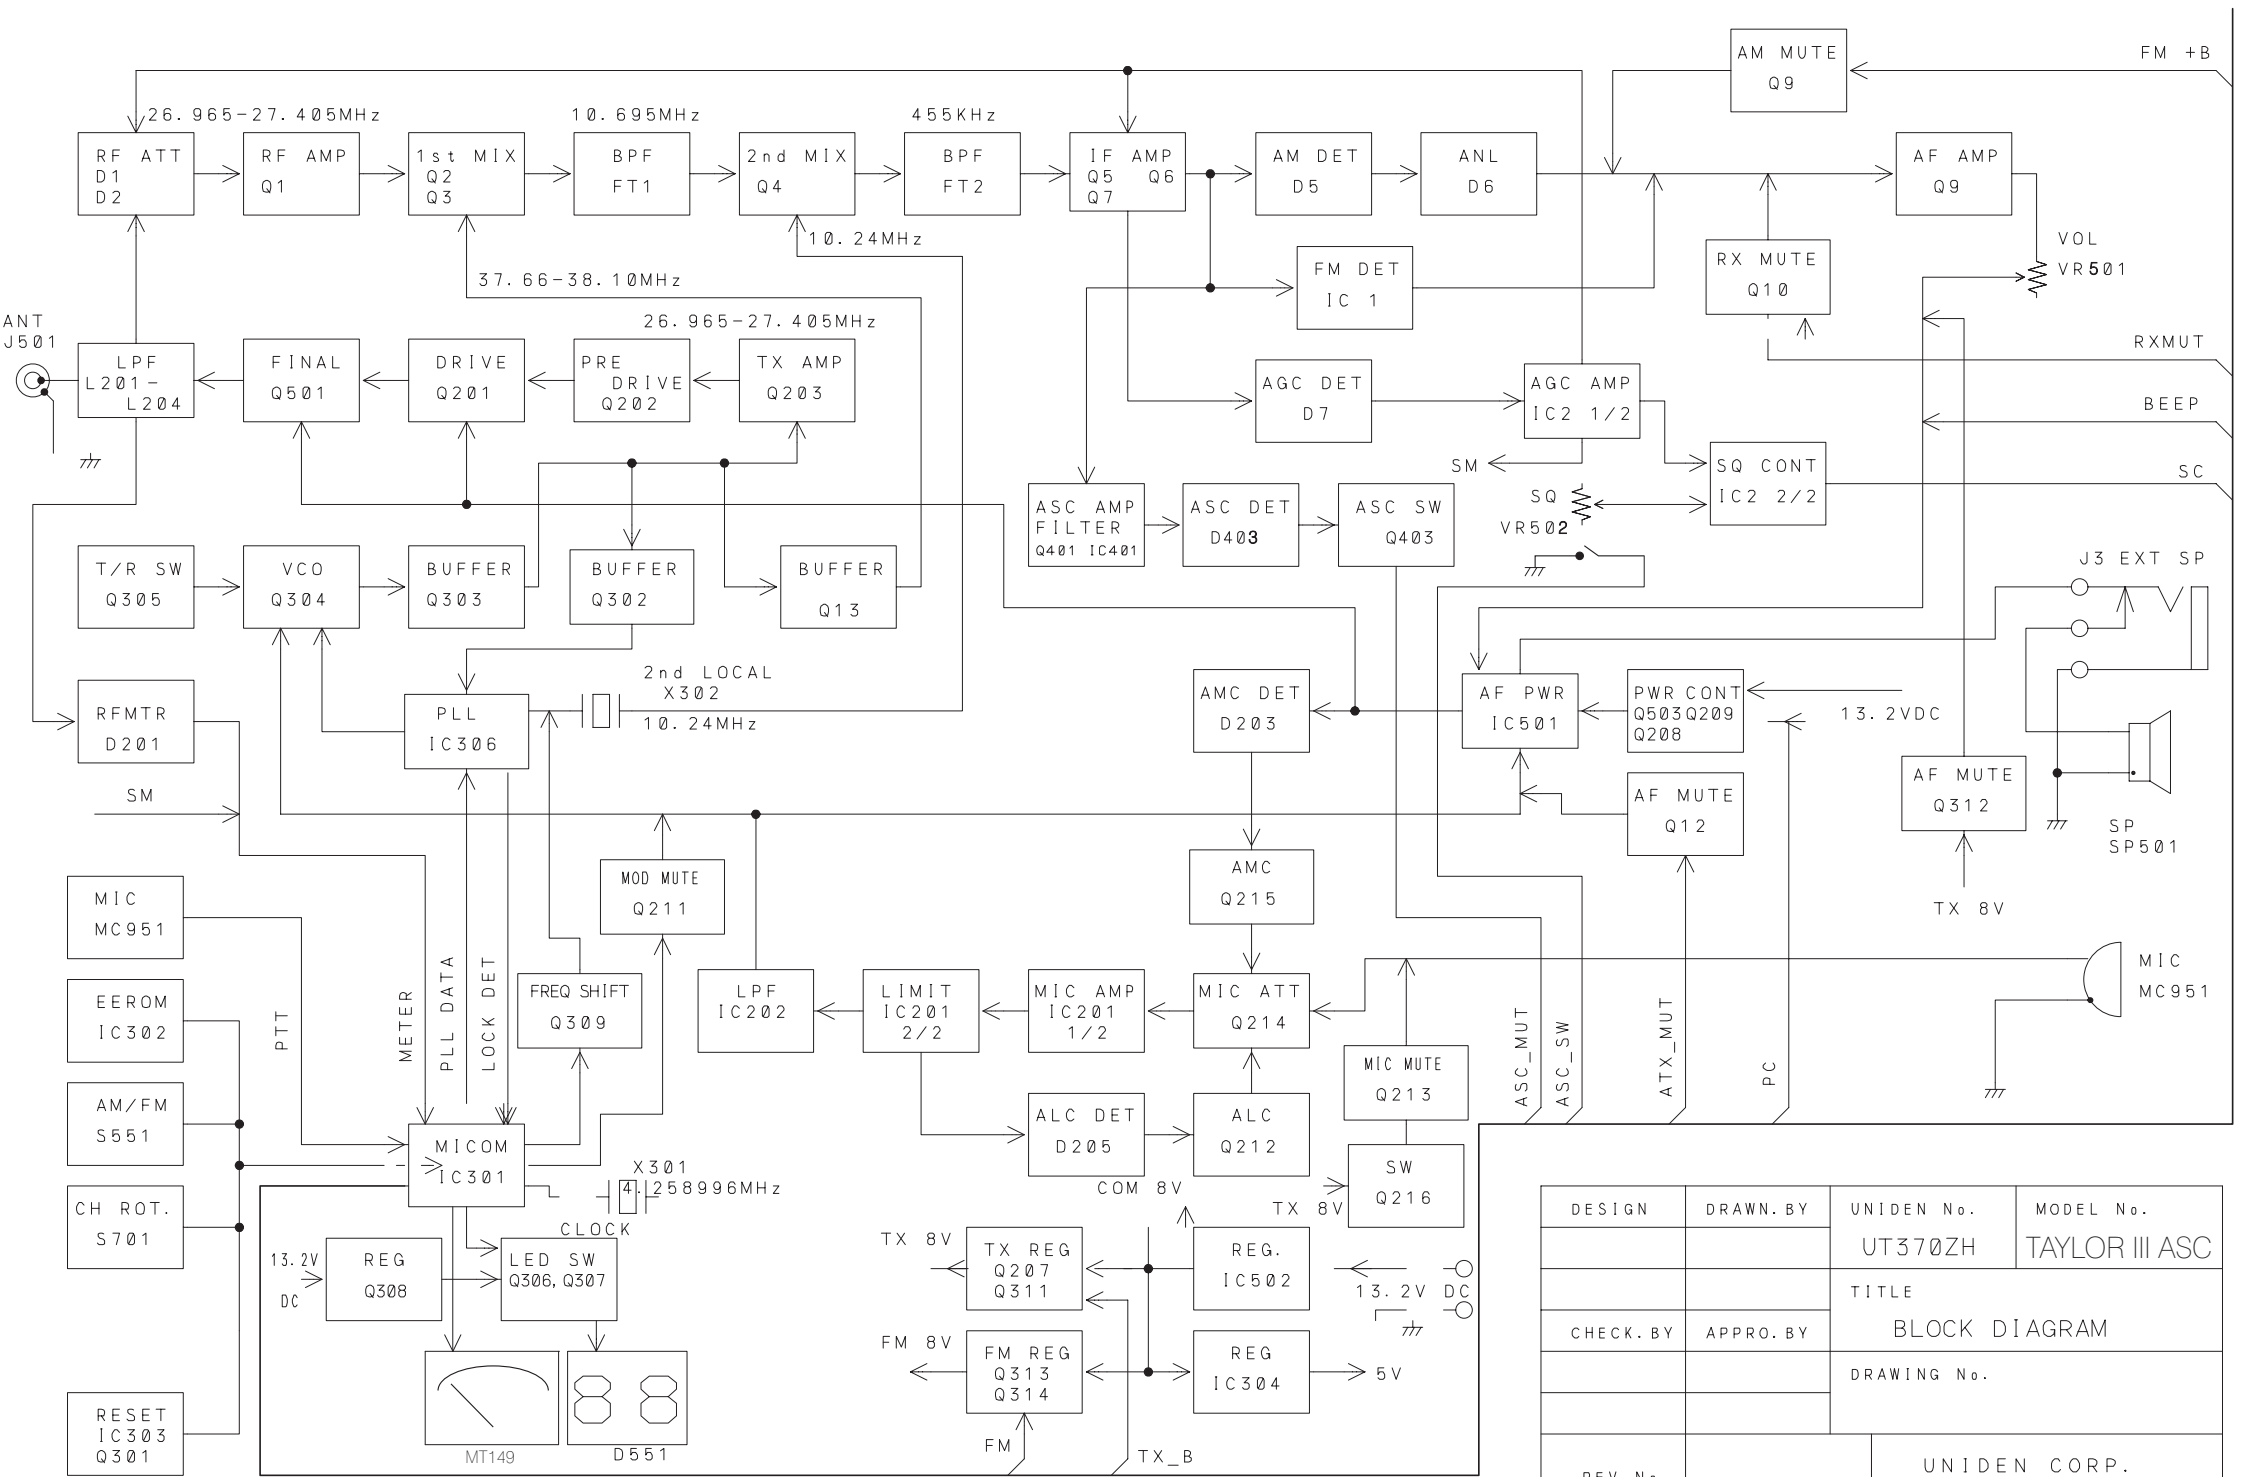 AM MUTE
Q9
FM +B
26.965-27.405MHz
10.695MHz
455KHz
RF ATT
D1
D2
RF AMP
Q1
1st MIX
Q2
Q3
BPF
FT1
2nd MIX
Q4
BPF
FT2
IF AMP
Q5 Q6
Q7
AM DET
D5
ANL
D6
AF AMP
Q9
10.24MHz
37.66-38.10MHz
FM DET
IC 1
RX MUTE
Q10
VOL
VR501
ANT
J501
26.965-27.405MHz
RXMUT
LPF
L201-
L204
FINAL
Q501
DRIVE
Q201
PRE
DRIVE
Q202
TX AMP
Q203
AGC DET
D7
AGC AMP
IC2 1/2
BEEP
SM
SQ CONT
IC2 2/2
SC
SQ
VR502
ASC AMP
FILTER
Q401 IC401
ASC DET
D403
ASC SW
Q403
T/R SW
Q305
VCO
Q304
BUFFER
Q303
BUFFER
Q302
BUFFER
Q13
J3 EXT SP
2nd LOCAL
X302
10.24MHz
RFMTR
D201
PLL
IC306
AMC DET
D203
AF PWR
IC501
PWR CONT
Q503Q209
Q208
13.2VDC
SM
AF MUTE
Q12
AF MUTE
Q312
SP
SP501
MOD MUTE
Q211
AMC
Q215
TX 8V
MIC
MC951
MIC
MC951
EEROM
IC302
PTT
METER
PLL DATA
LOCK DET
FREQ SHIFT
Q309
LPF
IC202
LIMIT
IC201
2/2
MIC AMP
IC201
1/2
MIC ATT
Q214
MIC MUTE
Q213
ASC_MUT
ASC_SW
ATX_MUT
PC
AM/FM
S551
MICOM
IC301
ALC DET
D205
ALC
Q212
SW
Q216
X301
4.258996MHz
CLOCK
COM 8V
TX 8V
CH ROT.
S701
13.2V
DC
REG
Q308
LED SW
Q306,Q307
TX 8V
TX REG
Q207
Q311
REG.
IC502
13.2V DC
FM 8V
FM REG
Q313
Q314
REG
IC304
5V
RESET
IC303
Q301
MT149
D551
FM
TX_B
DESIGN
DRAWN.BY
UNIDEN No.
MODEL No.
UT370ZH
TAYLOR III ASC
TITLE
CHECK.BY
APPRO.BY
BLOCK DIAGRAM
DRAWING No.
UNIDEN CORP.